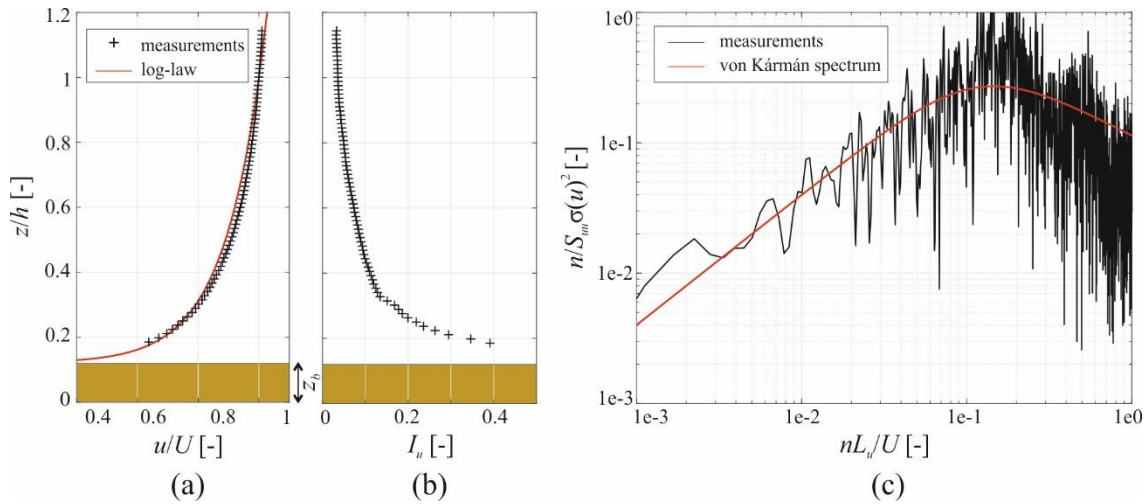 1.2
1
0.8
0.6
0.4
0.2
0
z/h [-]
+ measurements
log-law
0.4
0.6
0.8
1
u/U [-]
(a)
z_b
0
0.2
0.4
I_u [-]
(b)
1e0
1e-1
1e-2
1e-3
n/S_uu σ(u)² [-]
measurements
von Kármán spectrum
1e-3
1e-2
1e-1
1e0
nL_u/U [-]
(c)